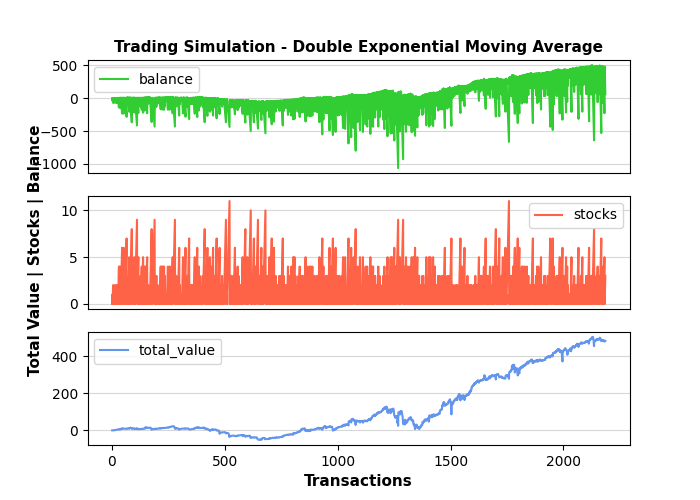 Trading Simulation - Double Exponential Moving Average
500
0
−500
1000
balance
10
5
0
stocks
400
200
0
total_value
0
500
1000
1500
2000
Transactions
Total Value | Stocks | Balance